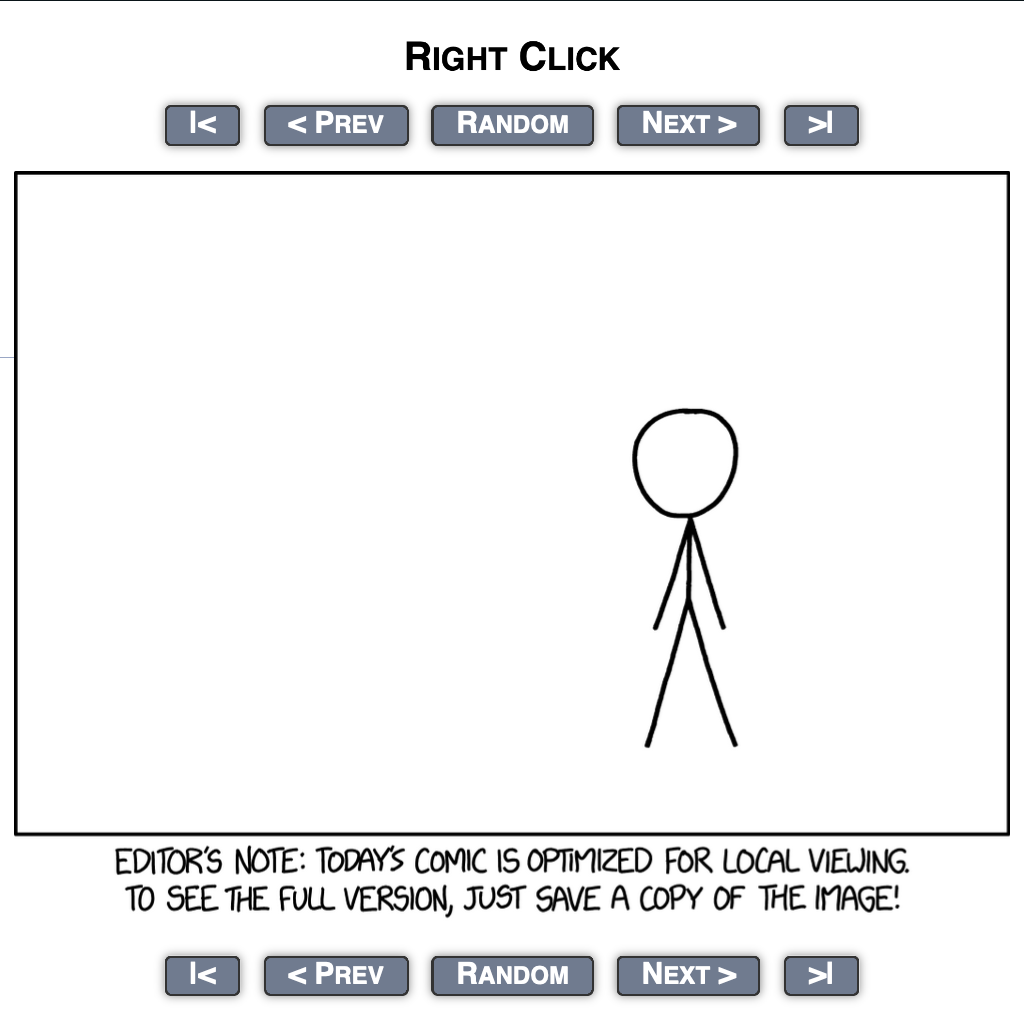 Right Click
|< < Prev Random Next > >|
EDITOR'S NOTE: TODAY'S COMIC IS OPTIMIZED FOR LOCAL VIEWING.
TO SEE THE FULL VERSION, JUST SAVE A COPY OF THE IMAGE!
|< < Prev Random Next > >|